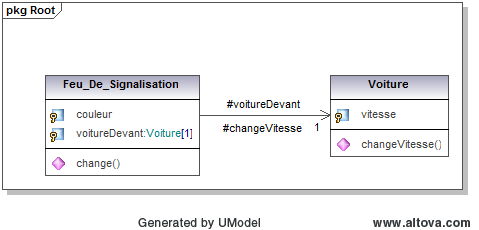 pkg Root
Feu_De_Signalisation
couleur
voitureDevant:Voiture[1]
change()
#voitureDevant
#changeVitesse
1
Voiture
vitesse
changeVitesse()
Generated by UModel
www.altova.com